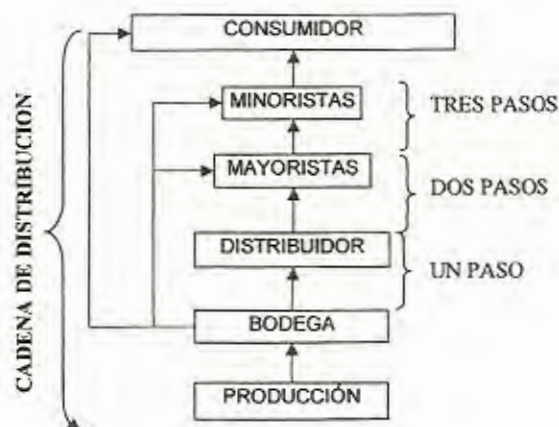 CONSUMIDOR
MINORISTAS
TRES PASOS
MAYORISTAS
DOS PASOS
DISTRIBUIDOR
UN PASO
BODEGA
PRODUCCIÓN
CADENA DE DISTRIBUCION